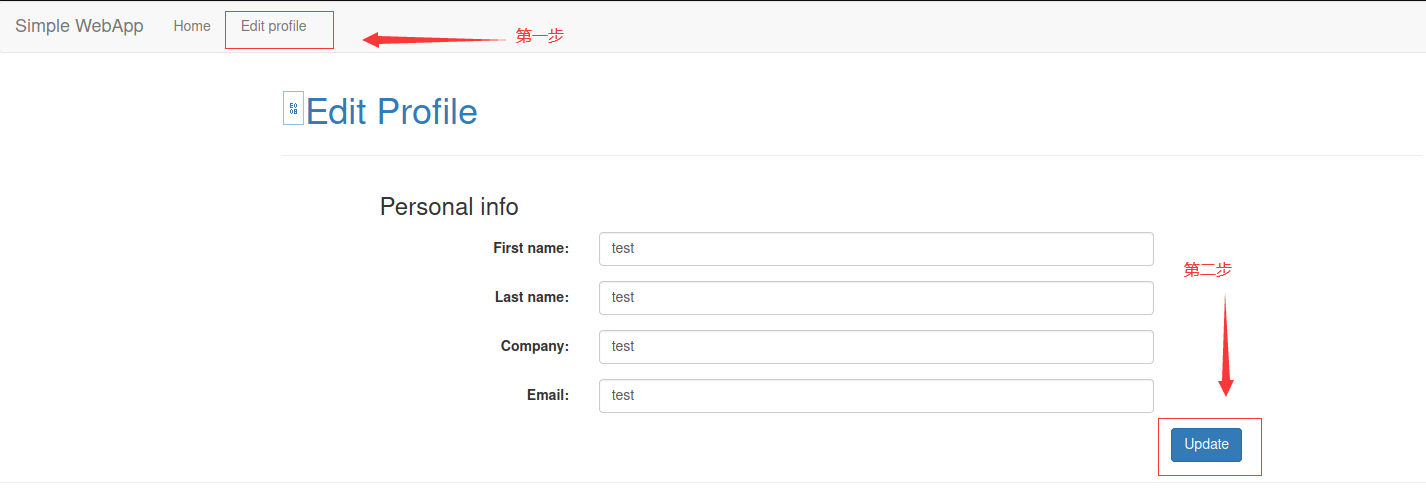 Simple WebApp Home Edit profile
第一步
Edit Profile
Personal info
First name: test
Last name: test
第二步
Company: test
Email: test
Update